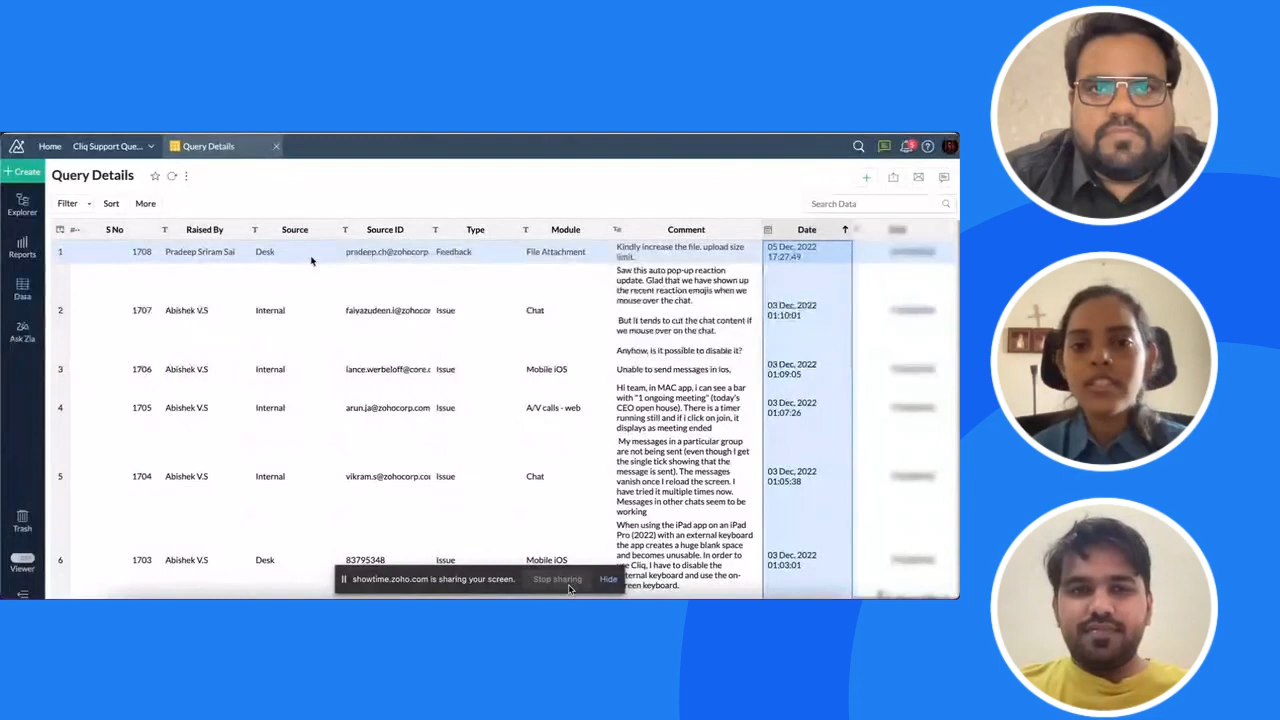 Home Cliq Support Que... Query Details
5
+ Create
Query Details
Filter Sort More
Search Data
S No Raised By Source Source ID Type Module Comment Date
Explorer
Reports
Data
Ask Zia
Trash
Viewer
1 1708 Pradeep Sriram Sai Desk pradeep.ch@zohocorp Feedback File Attachment
Kindly increase the file. upload size
limit.
05 Dec, 2022
17:27:49
2 1707 Abishek V.S Internal faiyazudeen.i@zohocor Issue Chat
Saw this auto pop-up reaction
update. Glad that we have shown up
the recent reaction emojis when we
mouse over the chat.
But it tends to cut the chat content if
we mouse over on the chat.
Anyhow, is it possible to disable it?
03 Dec, 2022
01:10:01
3 1706 Abishek V.S Internal lance.werbeloff@core.c Issue Mobile iOS
Unable to send messages in ios,
03 Dec, 2022
01:09:05
4 1705 Abishek V.S Internal arun.ja@zohocorp.com Issue A/V calls - web
Hi team, in MAC app, i can see a bar
with "1 ongoing meeting" (today's
CEO open house). There is a timer
running still and if i click on join, it
displays as meeting ended
03 Dec, 2022
01:07:26
5 1704 Abishek V.S Internal vikram.s@zohocorp.co Issue Chat
My messages in a particular group
are not being sent (even though I get
the single tick showing that the
message is sent). The messages
vanish once I reload the screen. I
have tried it multiple times now.
Messages in other chats seem to be
working
03 Dec, 2022
01:05:38
6 1703 Abishek V.S Desk 83795348 Issue Mobile iOS
When using the iPad app on an iPad
Pro (2022) with an external keyboard
the app creates a huge blank space
and becomes unusable. In order to
use Cliq, I have to disable the
external keyboard and use the on-
screen keyboard.
03 Dec, 2022
01:03:01
showtime.zoho.com is sharing your screen. Stop sharing Hide